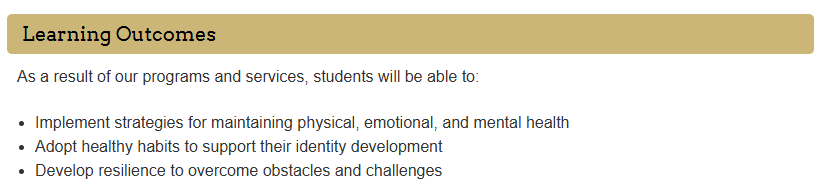 Learning Outcomes
As a result of our programs and services, students will be able to:
• Implement strategies for maintaining physical, emotional, and mental health
• Adopt healthy habits to support their identity development
• Develop resilience to overcome obstacles and challenges